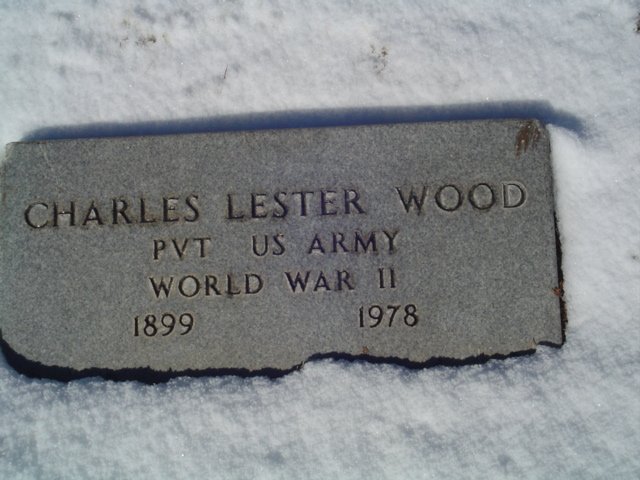 CHARLES LESTER WOOD
PVT US ARMY
WORLD WAR II
1899 1978